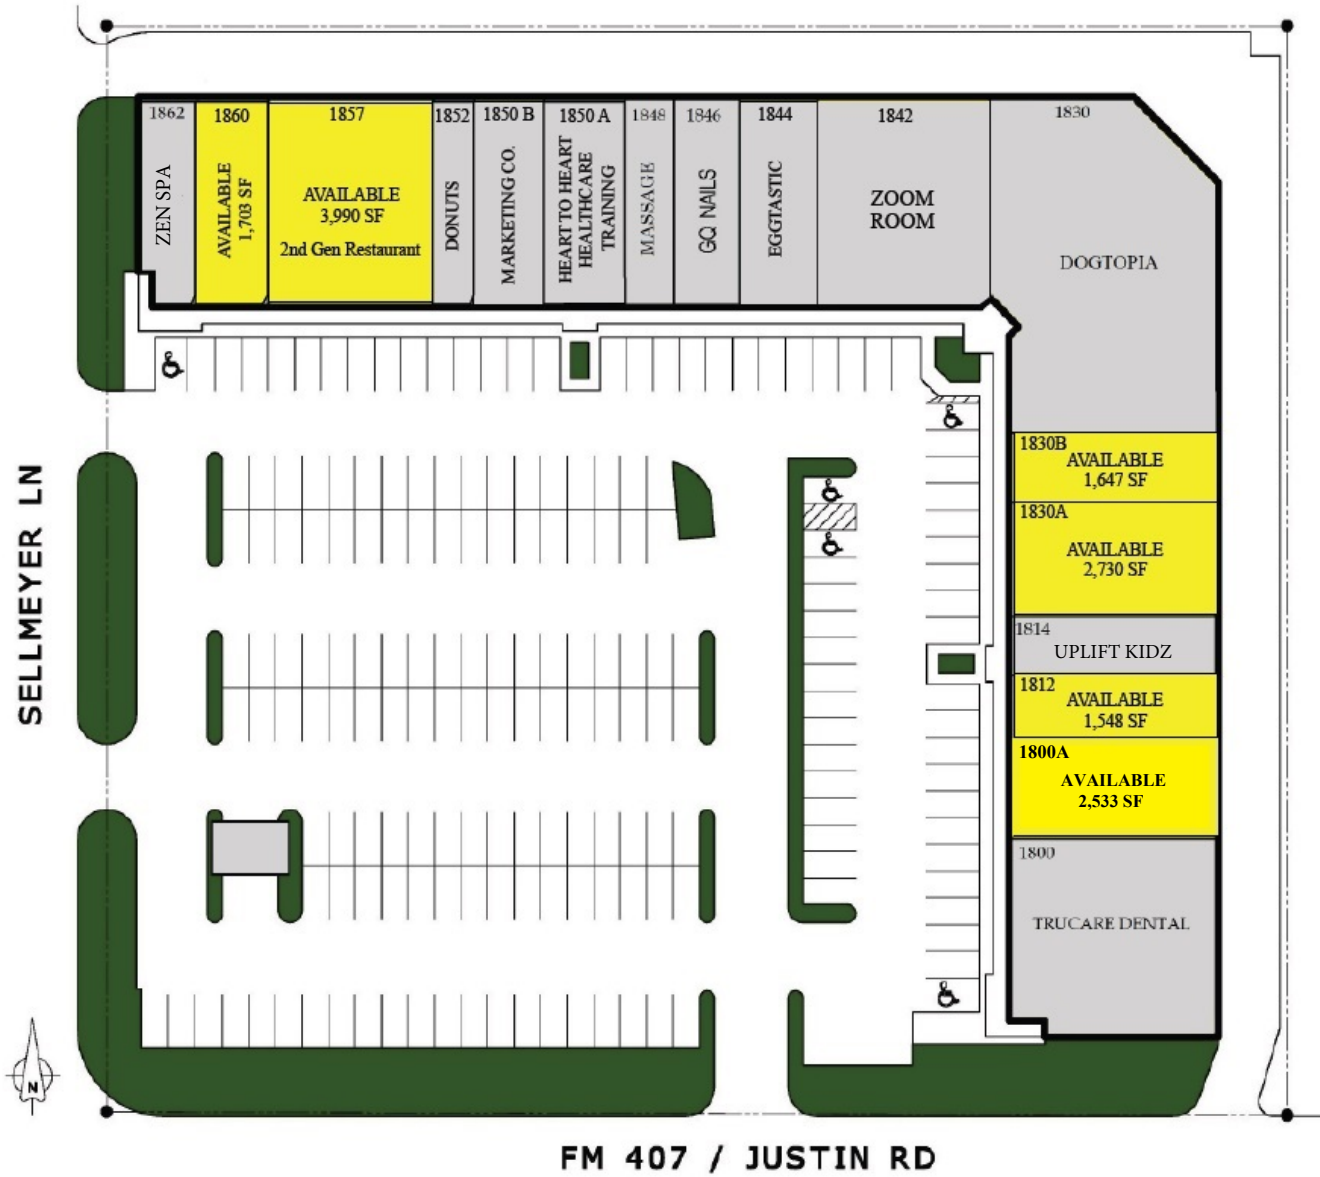 1862
ZEN SPA
1860
AVAILABLE
1,703 SF
1857
AVAILABLE
3,990 SF
2nd Gen Restaurant
1852
DONUTS
1850 B
MARKETING CO.
1850 A
HEART TO HEART
HEALTHCARE
TRAINING
1848
MASSAGE
1846
GQ NAILS
1844
EGGTASTIC
1842
ZOOM
ROOM
1830
DOGTOPIA
1830B
AVAILABLE
1,647 SF
1830A
AVAILABLE
2,730 SF
1814
UPLIFT KIDZ
1812
AVAILABLE
1,548 SF
1800A
AVAILABLE
2,533 SF
1800
TRUCARE DENTAL
SELLMEYER LN
N
FM 407 / JUSTIN RD